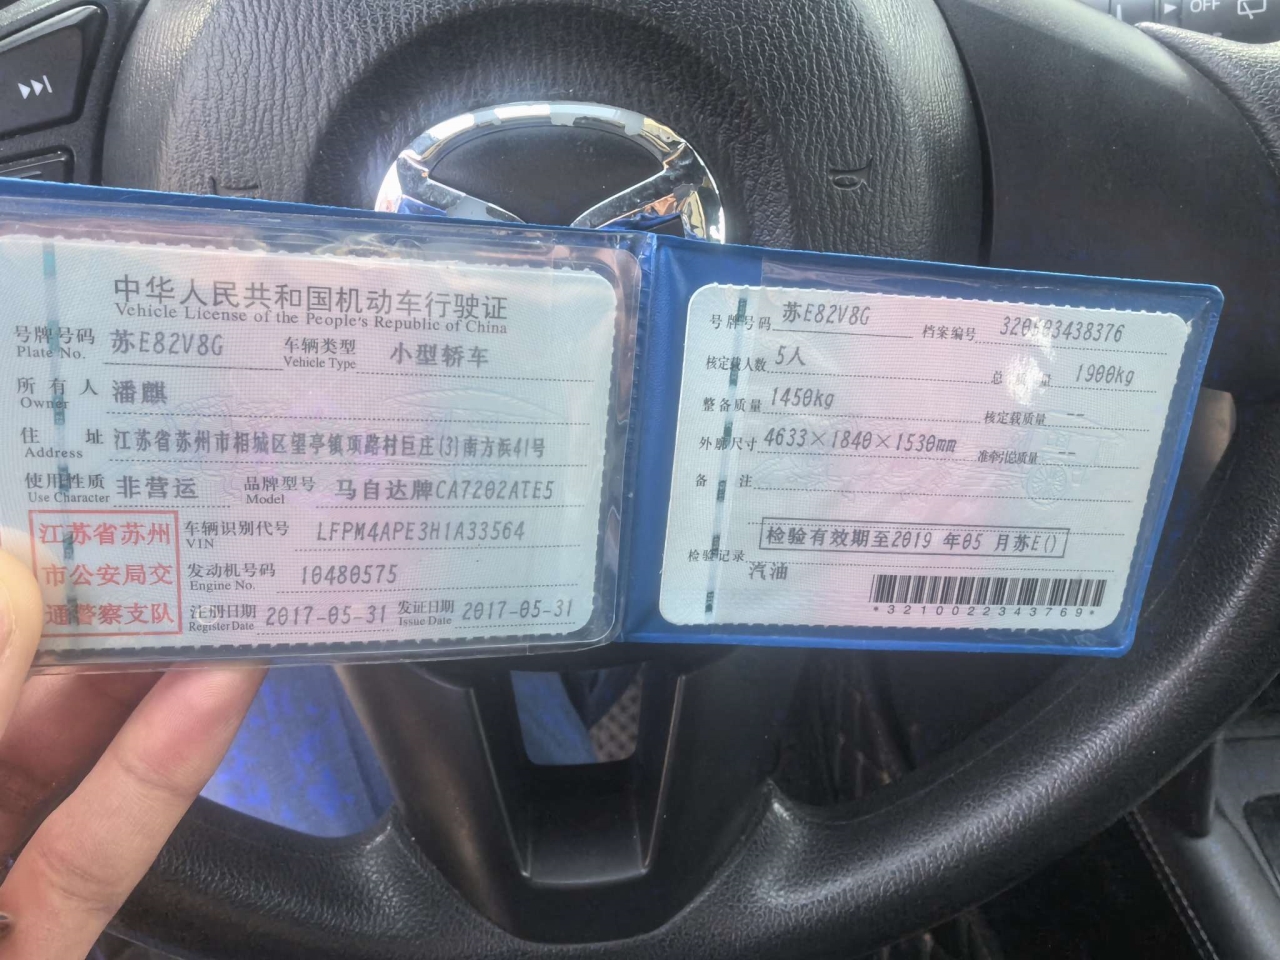 OFF
中华人民共和国机动车行驶证
Vehicle License of the People's Republic of China
号牌号码 苏E82V8G 车辆类型 小型轿车
Plate No. Vehicle Type
所有人 潘麒
Owner
住址 江苏省苏州市相城区望亭镇项路村巨庄(3)南方浜41号
Address
使用性质 非营运 品牌型号 马自达牌CA7202ATE5
Use Character Model
江苏省苏州
市公安局交
通警察支队
车辆识别代号 LFPM4APE3H1A33564
VIN
发动机号码 10480575
Engine No.
注册日期 2017-05-31 发证日期 2017-05-31
Register Date Issue Date
号牌号码 苏E82V8G 档案编号
核定载人数 5人 总质量 1900kg
整备质量 1450kg 核定载质量 --
外廓尺寸 4633×1840×1530mm 准牵引总质量 --
备注
检验有效期至2019年05月苏E()
检验记录
汽油
*3210022343769*